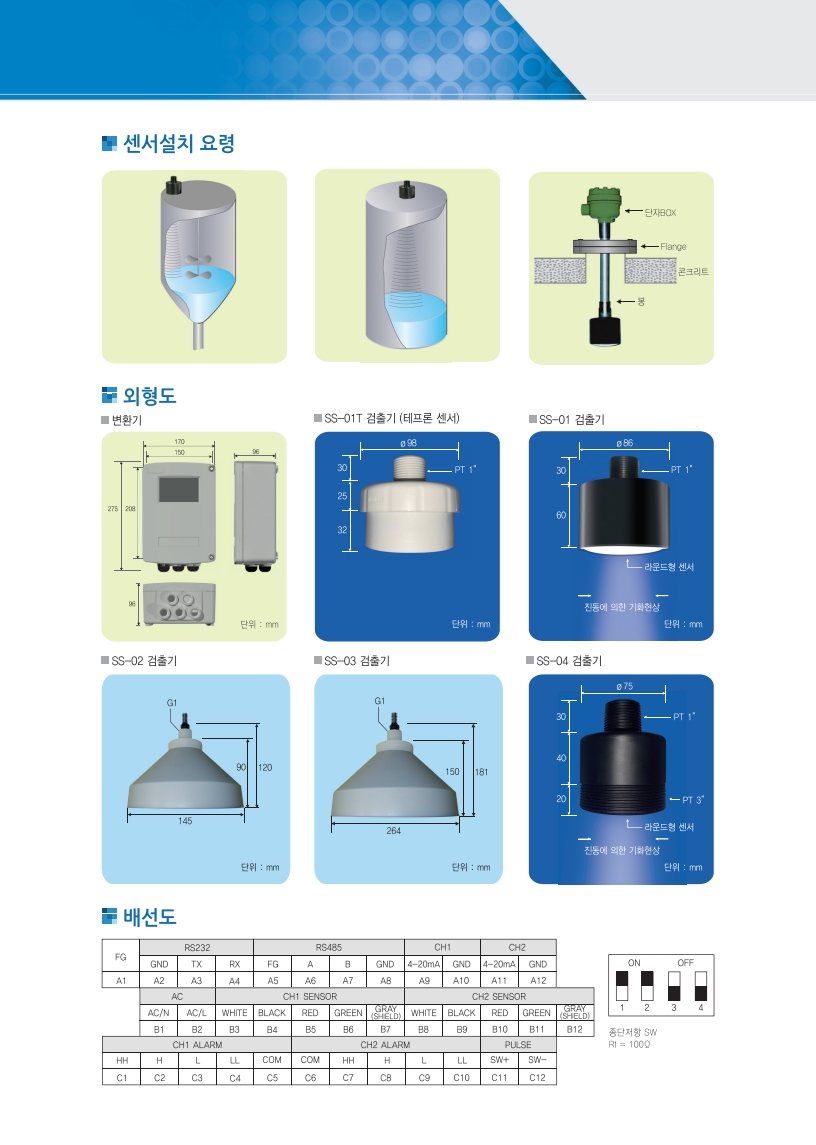 센서설치 요령
단자BOX
Flange
콘크리트
봉
외형도
변환기
170
150
96
275
208
96
단위 : mm
SS-01T 검출기 (테프론 센서)
ø98
30
PT 1"
25
32
단위 : mm
SS-01 검출기
ø86
30
PT 1"
60
라운드형 센서
진동에 의한 기화현상
단위 : mm
SS-02 검출기
G1
90
120
145
단위 : mm
SS-03 검출기
G1
150
181
264
단위 : mm
SS-04 검출기
ø75
30
PT 1"
40
20
PT 3"
라운드형 센서
진동에 의한 기화현상
단위 : mm
배선도
FG RS232 RS485 CH1 CH2
GND TX RX FG A B GND 4-20mA GND 4-20mA GND
A1 A2 A3 A4 A5 A6 A7 A8 A9 A10 A11 A12
AC CH1 SENSOR CH2 SENSOR
AC/N AC/L WHITE BLACK RED GREEN GRAY (SHIELD) WHITE BLACK RED GREEN GRAY (SHIELD)
B1 B2 B3 B4 B5 B6 B7 B8 B9 B10 B11 B12
CH1 ALARM CH2 ALARM PULSE
HH H L LL COM COM HH H L LL SW+ SW-
C1 C2 C3 C4 C5 C6 C7 C8 C9 C10 C11 C12
ON OFF
1 2 3 4
종단저항 SW
Rt = 100Ω